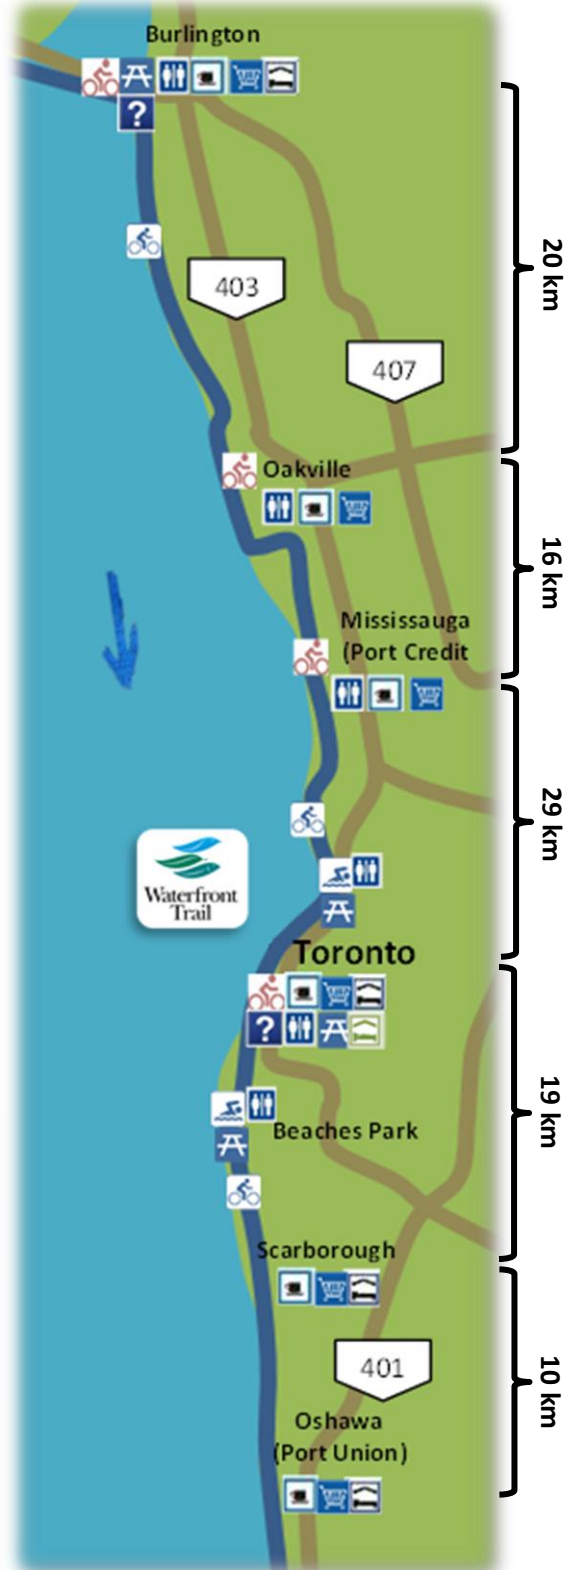 Burlington
?
20 km
403
407
Oakville
16 km
Mississauga
(Port Credit
29 km
Waterfront
Trail
Toronto
?
19 km
Beaches Park
Scarborough
10 km
401
Oshawa
(Port Union)